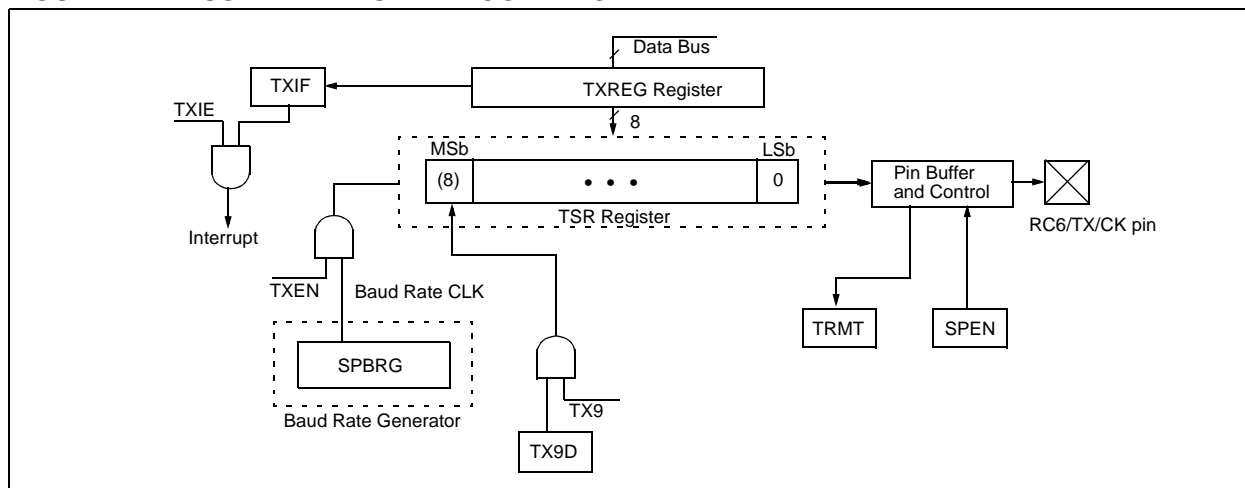 Data Bus
TXIF
TXREG Register
TXIE
8
MSb
LSb
(8)
• • •
0
Pin Buffer
and Control
TSR Register
RC6/TX/CK pin
Interrupt
TXEN
Baud Rate CLK
TRMT
SPEN
SPBRG
TX9
Baud Rate Generator
TX9D